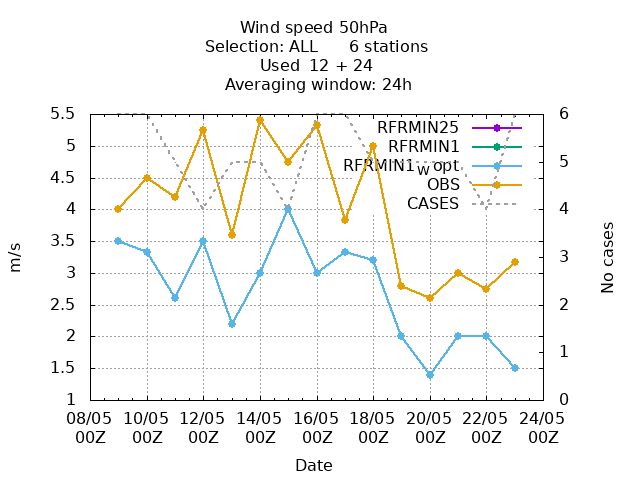 Wind speed 50hPa
Selection: ALL 6 stations
Used 12 + 24
Averaging window: 24h
5.5
5
4.5
4
3.5
3
2.5
2
1.5
1
m/s
6
5
4
3
2
1
0
No cases
RFRMIN25
RFRMIN1
RFRMIN1_w opt
OBS
CASES
08/05 10/05 12/05 14/05 16/05 18/05 20/05 22/05 24/05
00Z 00Z 00Z 00Z 00Z 00Z 00Z 00Z 00Z
Date